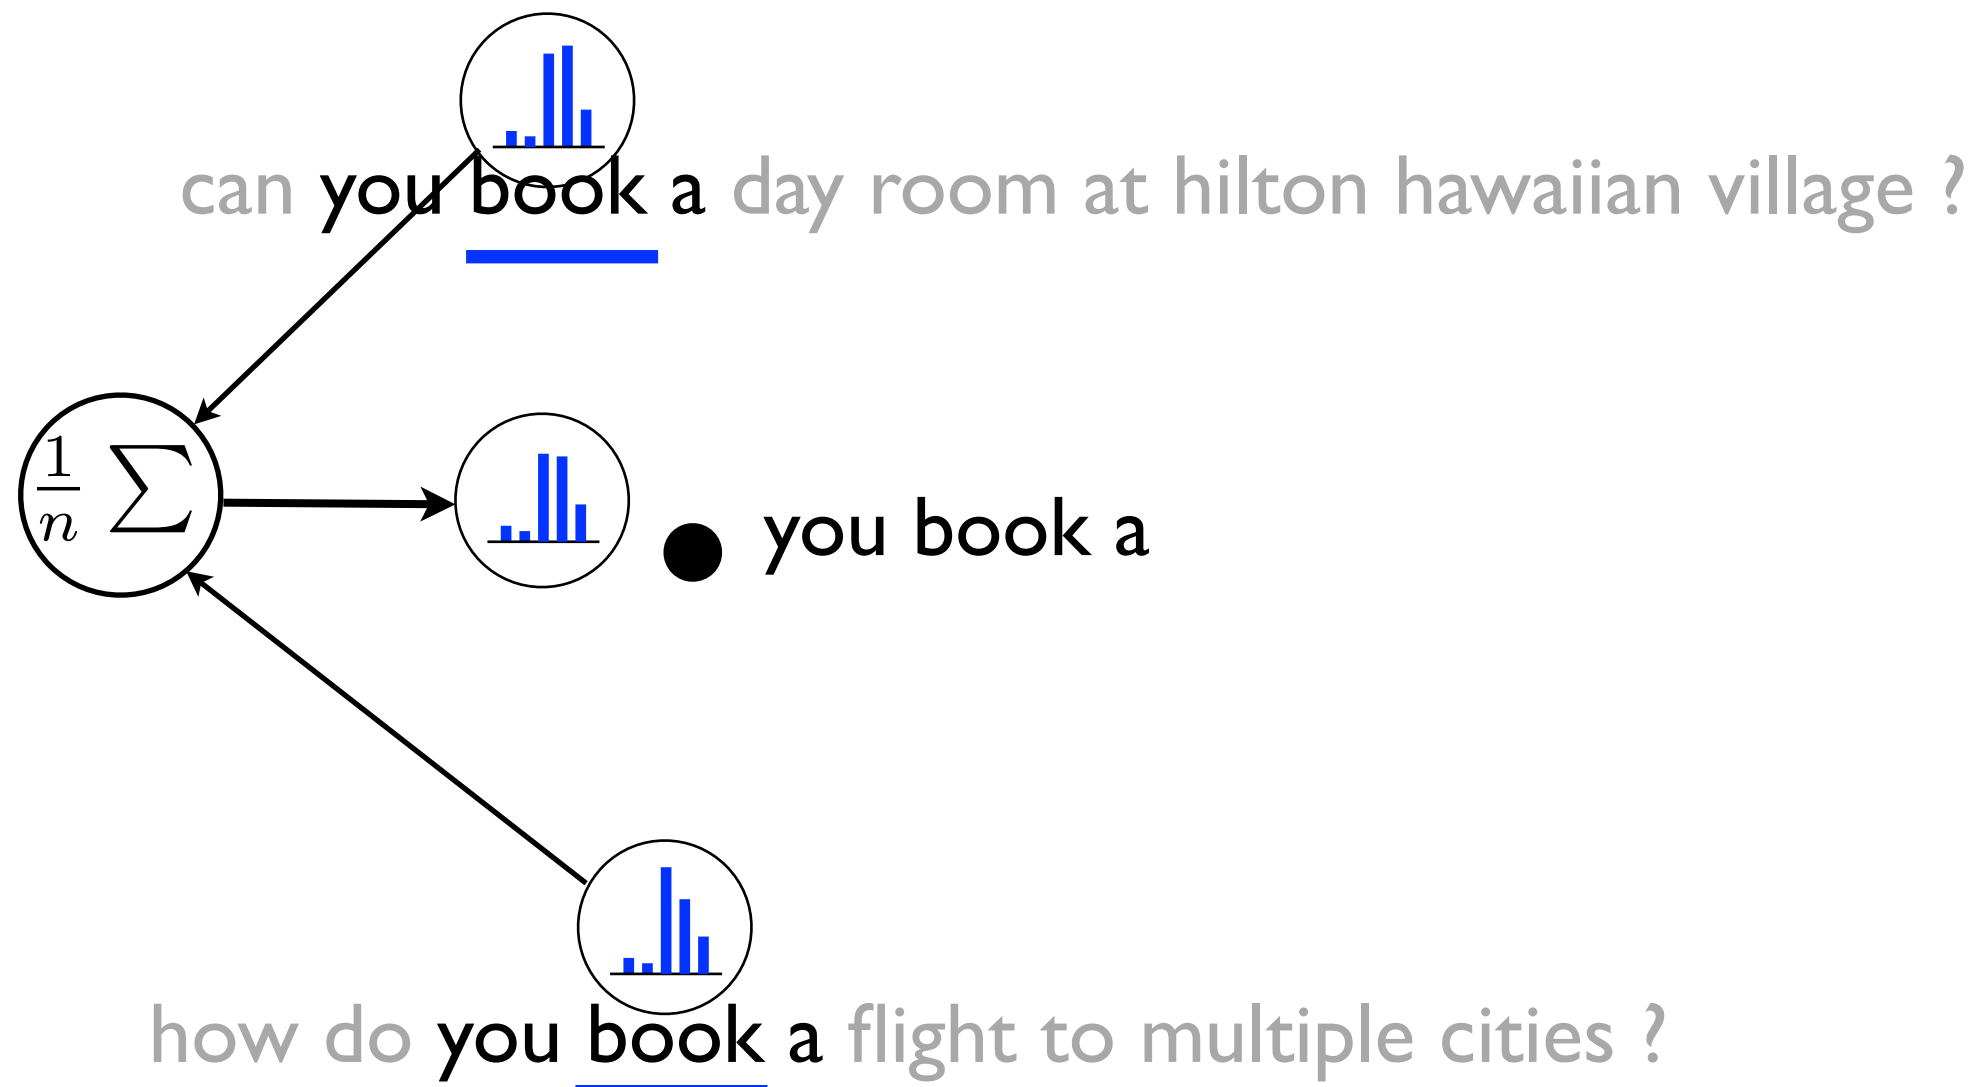 can you book a day room at hilton hawaiian village ?
1/n ∑
you book a
how do you book a flight to multiple cities ?